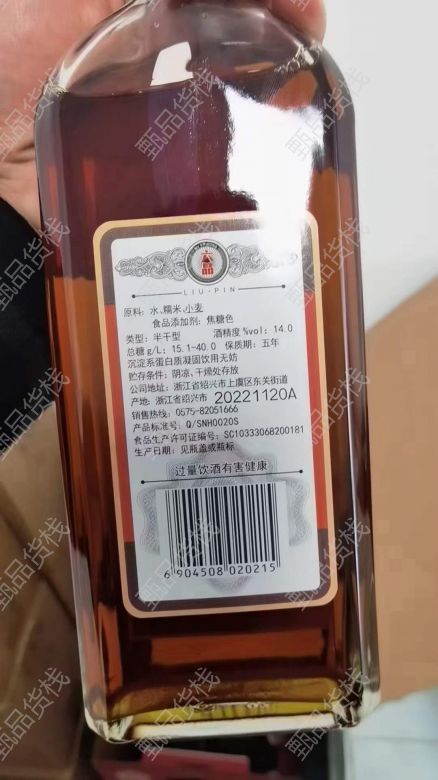 LIU·PIN
原料: 水、糯米、小麦
食品添加剂: 焦糖色
类型: 半干型 酒精度%vol: 14.0
总糖g/L: 15.1-40.0 保质期: 五年
沉淀系蛋白质凝固饮用无妨
贮存条件: 阴凉、干燥处存放
公司地址: 浙江省绍兴市上虞区东关街道
产地: 浙江省绍兴市 20221120A
销售热线: 0575-82051666
产品标准号: Q/SNH0020S
食品生产许可证编号: SC10333068200181
生产日期: 见瓶盖或瓶标
过量饮酒有害健康
6 904508 020215
甄品货栈